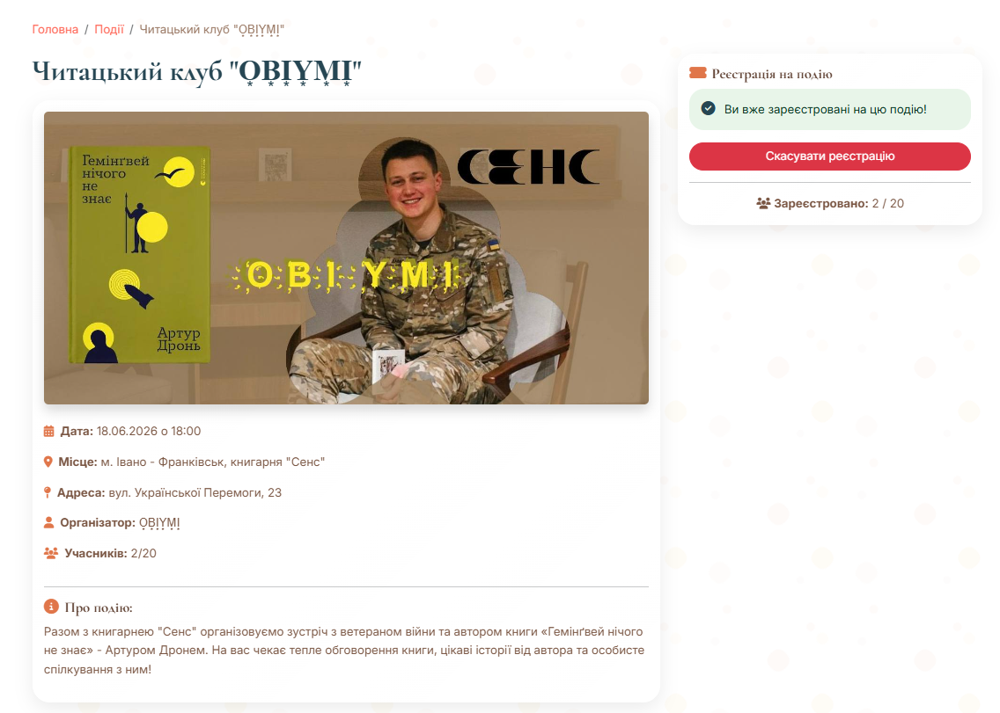 Головна / Події / Читацький клуб "O͙B͙I͙Y͙M͙I͙"
Читацький клуб "O͙B͙I͙Y͙M͙I͙"
Гемінґвей
нічого
не
знає
Артур
Дронь
СЕНС
OBIYMI
Дата: 18.06.2026 о 18:00
Місце: м. Івано - Франківськ, книгарня "Сенс"
Адреса: вул. Української Перемоги, 23
Організатор: O͙B͙I͙Y͙M͙I͙
Учасників: 2/20
Про подію:
Разом з книгарнею "Сенс" організовуємо зустріч з ветераном війни та автором книги «Гемінґвей нічого
не знає» - Артуром Дронем. На вас чекає тепле обговорення книги, цікаві історії від автора та особисте
спілкування з ним!
Реєстрація на подію
Ви вже зареєстровані на цю подію!
Скасувати реєстрацію
Зареєстровано: 2 / 20